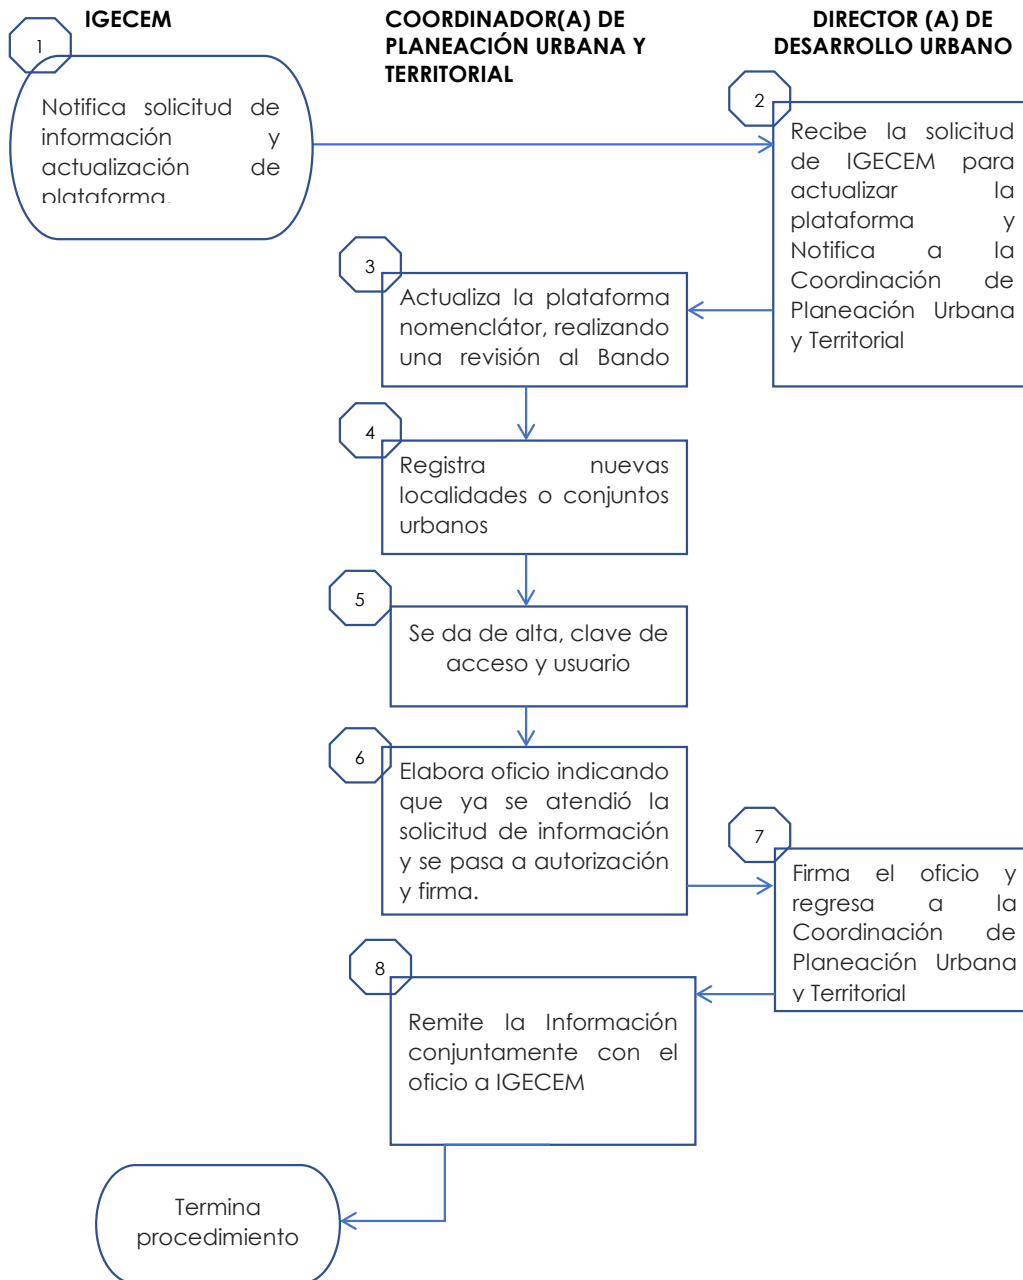 IGECEM
COORDINADOR(A) DE
PLANEACIÓN URBANA Y
TERRITORIAL
DIRECTOR (A) DE
DESARROLLO URBANO
1
Notifica solicitud de
información y
actualización de
plataforma.
2
Recibe la solicitud
de IGECEM para
actualizar la
plataforma y
Notifica a la
Coordinación de
Planeación Urbana
y Territorial
3
Actualiza la plataforma
nomenclátor, realizando
una revisión al Bando
4
Registra nuevas
localidades o conjuntos
urbanos
5
Se da de alta, clave de
acceso y usuario
6
Elabora oficio indicando
que ya se atendió la
solicitud de información
y se pasa a autorización
y firma.
7
Firma el oficio y
regresa a la
Coordinación de
Planeación Urbana
y Territorial
8
Remite la Información
conjuntamente con el
oficio a IGECEM
Termina
procedimiento